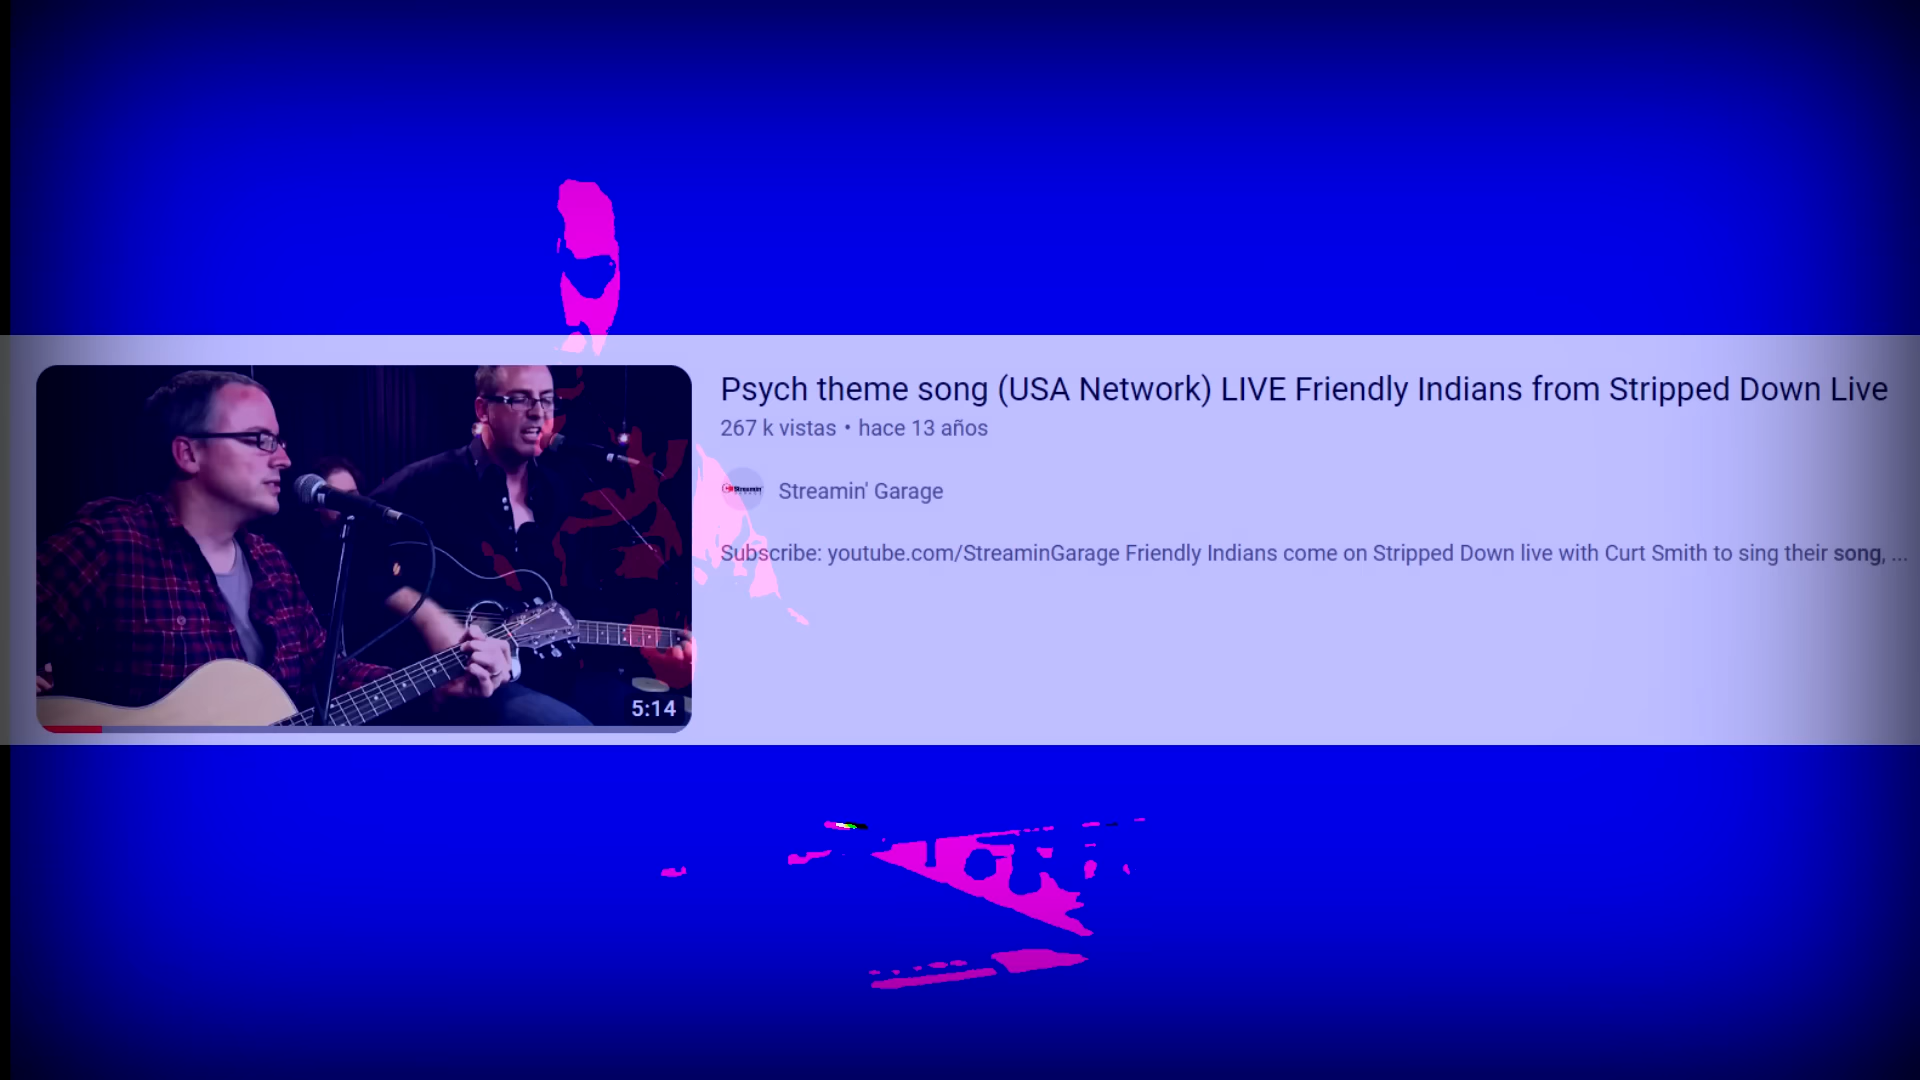 Psych theme song (USA Network) LIVE Friendly Indians from Stripped Down Live
267 k vistas • hace 13 años
Streamin'
Streamin' Garage
Subscribe: youtube.com/StreaminGarage Friendly Indians come on Stripped Down live with Curt Smith to sing their song, ...
5:14